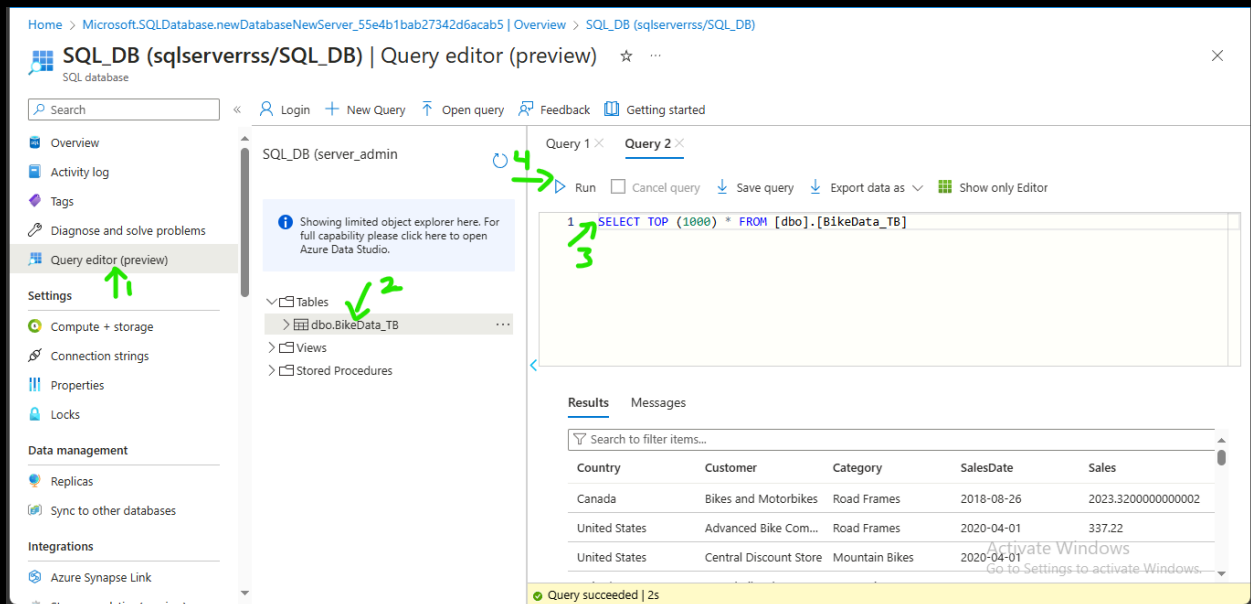 Home > Microsoft.SQLDatabase.newDatabaseNewServer_55e4b1bab27342d6acab5 | Overview > SQL_DB (sqlserverrss/SQL_DB)
SQL_DB (sqlserverrss/SQL_DB) | Query editor (preview)
SQL database
Search
Login
New Query
Open query
Feedback
Getting started
Overview
Activity log
Tags
Diagnose and solve problems
Query editor (preview)
1
Settings
Compute + storage
Connection strings
Properties
Locks
Data management
Replicas
Sync to other databases
Integrations
Azure Synapse Link
SQL_DB (server_admin
Showing limited object explorer here. For
full capability please click here to open
Azure Data Studio.
2
Tables
dbo.BikeData_TB
Views
Stored Procedures
Query 1
Query 2
4
Run
Cancel query
Save query
Export data as
Show only Editor
1 SELECT TOP (1000) * FROM [dbo].[BikeData_TB]
3
Results
Messages
Search to filter items...
Country Customer Category SalesDate Sales
Canada Bikes and Motorbikes Road Frames 2018-08-26 2023.3200000000002
United States Advanced Bike Com... Road Frames 2020-04-01 337.22
United States Central Discount Store Mountain Bikes 2020-04-01
Activate Windows
Go to Settings to activate Windows.
Query succeeded | 2s